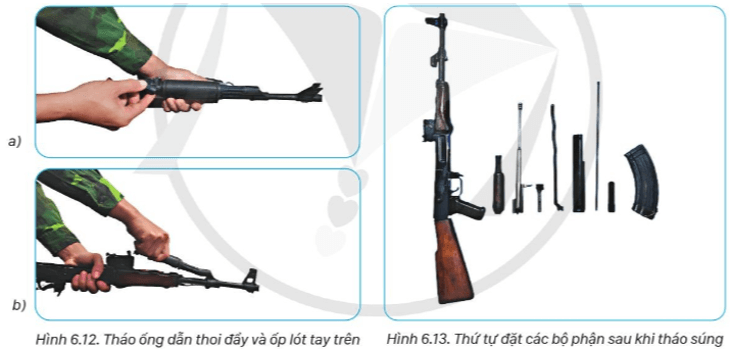 a)
b)
Hình 6.12. Tháo ống dẫn thoi đẩy và ốp lót tay trên
Hình 6.13. Thứ tự đặt các bộ phận sau khi tháo súng